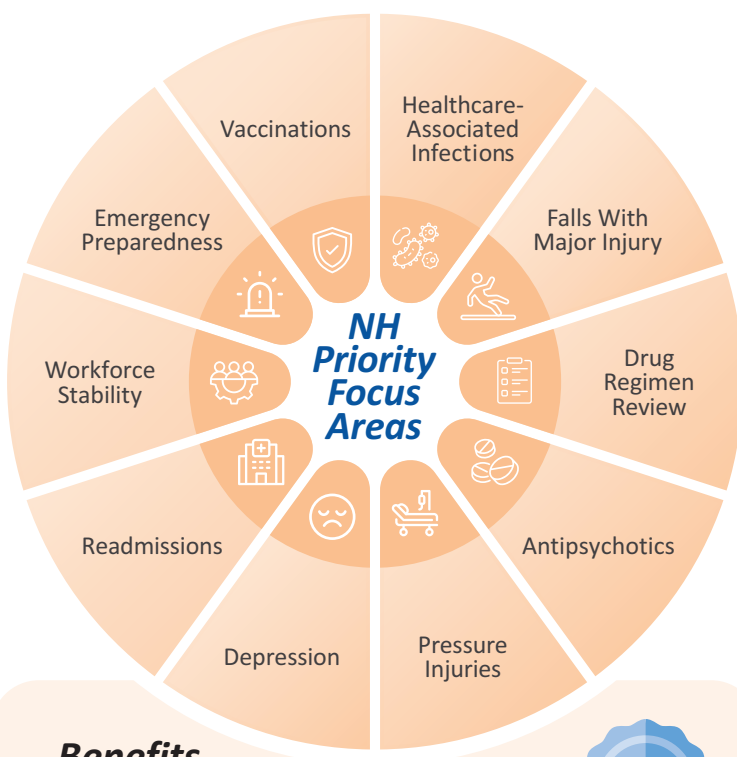 Vaccinations
Healthcare-
Associated
Infections
Emergency
Preparedness
Falls With
Major Injury
NH
Priority
Focus
Areas
Workforce
Stability
Drug
Regimen
Review
Readmissions
Antipsychotics
Depression
Pressure
Injuries
Benefits